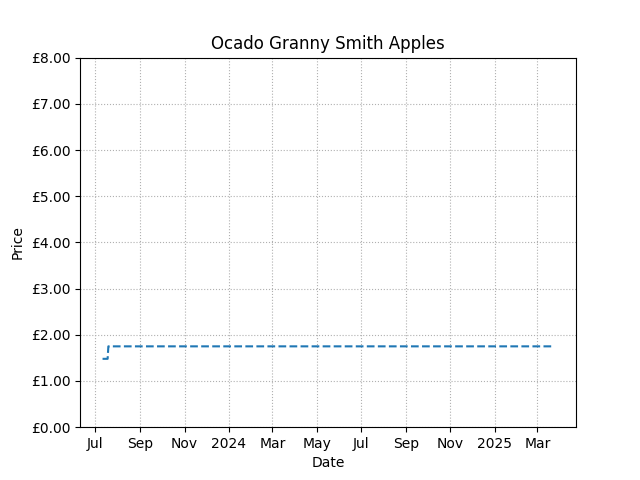 Ocado Granny Smith Apples
£8.00
£7.00
£6.00
£5.00
£4.00
£3.00
£2.00
£1.00
£0.00
Price
Jul Sep Nov 2024 Mar May Jul Sep Nov 2025 Mar
Date